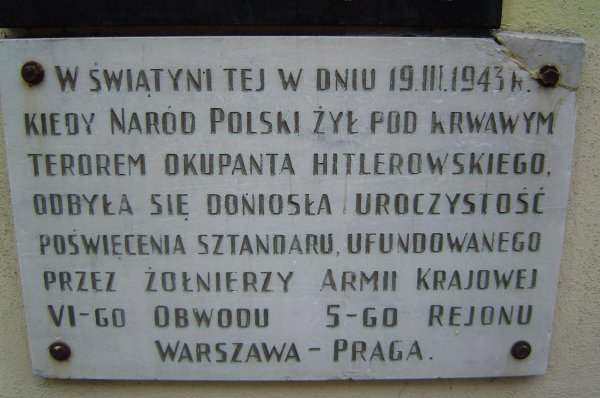 W ŚWIĄTYNI TEJ W DNIU 19.III.1943 R.
KIEDY NARÓD POLSKI ŻYŁ POD KRWAWYM
TEROREM OKUPANTA HITLEROWSKIEGO,
ODBYŁA SIĘ DONIOSŁA UROCZYSTOŚĆ
POŚWIĘCENIA SZTANDARU, UFUNDOWANEGO
PRZEZ ŻOŁNIERZY ARMII KRAJOWEJ
VI-GO OBWODU 5-GO REJONU
WARSZAWA - PRAGA.